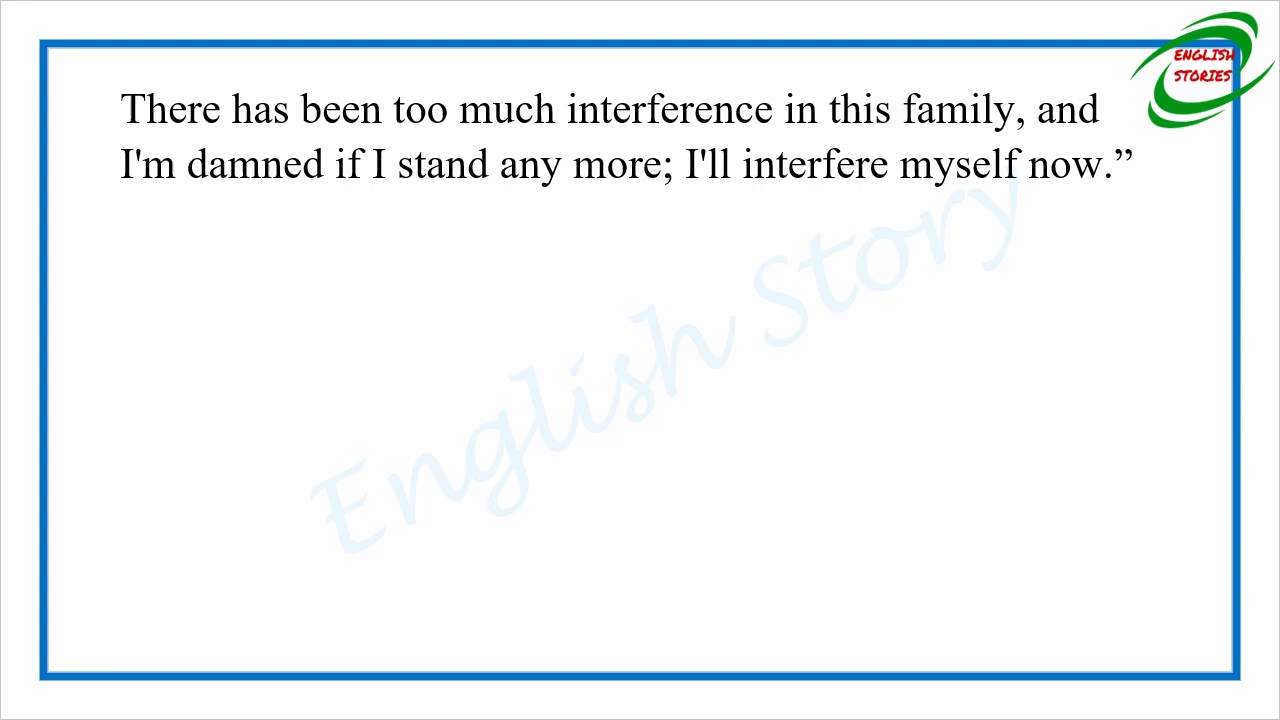 ENGLISH
STORIES
There has been too much interference in this family, and
I'm damned if I stand any more; I'll interfere myself now.”
English Story